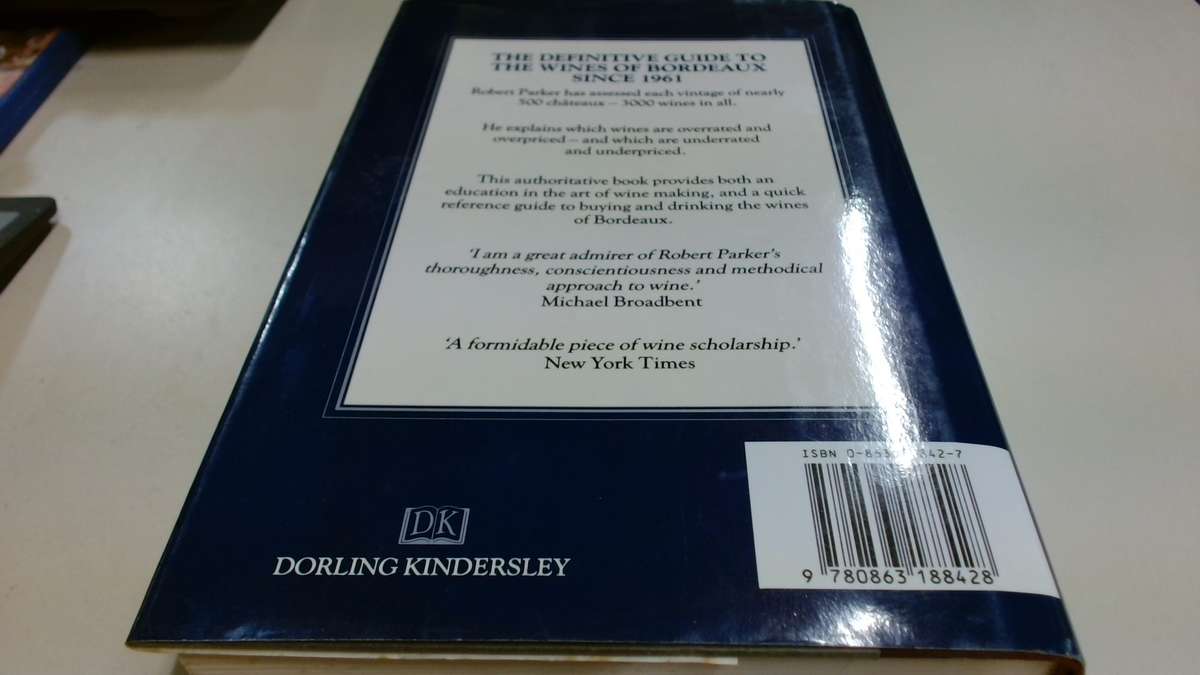 THE DEFINITIVE GUIDE TO
THE WINES OF BORDEAUX
SINCE 1961
Robert Parker has assessed each vintage of nearly
500 châteaux – 3000 wines in all.
He explains which wines are overrated and
overpriced – and which are underrated
and underpriced.
This authoritative book provides both an
education in the art of wine making, and a quick
reference guide to buying and drinking the wines
of Bordeaux.
'I am a great admirer of Robert Parker's
thoroughness, conscientiousness and methodical
approach to wine.'
Michael Broadbent
'A formidable piece of wine scholarship.'
New York Times
ISBN
DK
DORLING KINDERSLEY
9 780863 188428